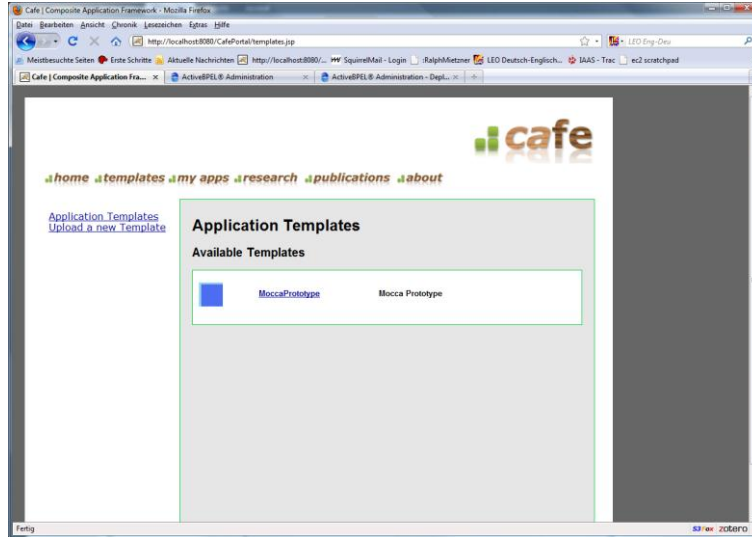 Cafe | Composite Application Framework - Mozilla Firefox
Datei Bearbeiten Ansicht Chronik Lesezeichen Extras Hilfe
http://localhost:8080/CafePortal/templates.jsp LEO Eng-Deu
Meistbesuchte Seiten Erste Schritte Aktuelle Nachrichten http://localhost:8080/... SquirrelMail - Login :RalphMietzner LEO Deutsch-Englisch... IAAS - Trac ec2 scratchpad
Cafe | Composite Application Fra... ActiveBPEL® Administration ActiveBPEL® Administration - Depl...
cafe
home templates my apps research publications about
Application Templates
Upload a new Template
Application Templates
Available Templates
MoccaPrototype Mocca Prototype
Fertig S3Fox zotero